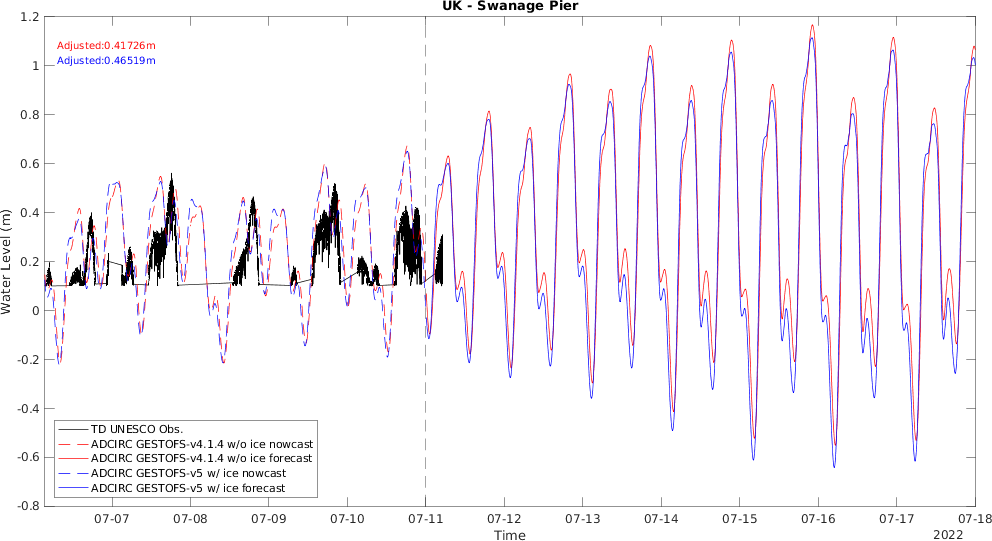 UK - Swanage Pier
Adjusted:0.41726m
Adjusted:0.46519m
Water Level (m)
1.2
1
0.8
0.6
0.4
0.2
0
-0.2
-0.4
-0.6
-0.8
TD UNESCO Obs.
ADCIRC GESTOFS-v4.1.4 w/o ice nowcast
ADCIRC GESTOFS-v4.1.4 w/o ice forecast
ADCIRC GESTOFS-v5 w/ ice nowcast
ADCIRC GESTOFS-v5 w/ ice forecast
07-07 07-08 07-09 07-10 07-11 07-12 07-13 07-14 07-15 07-16 07-17 07-18
Time
2022